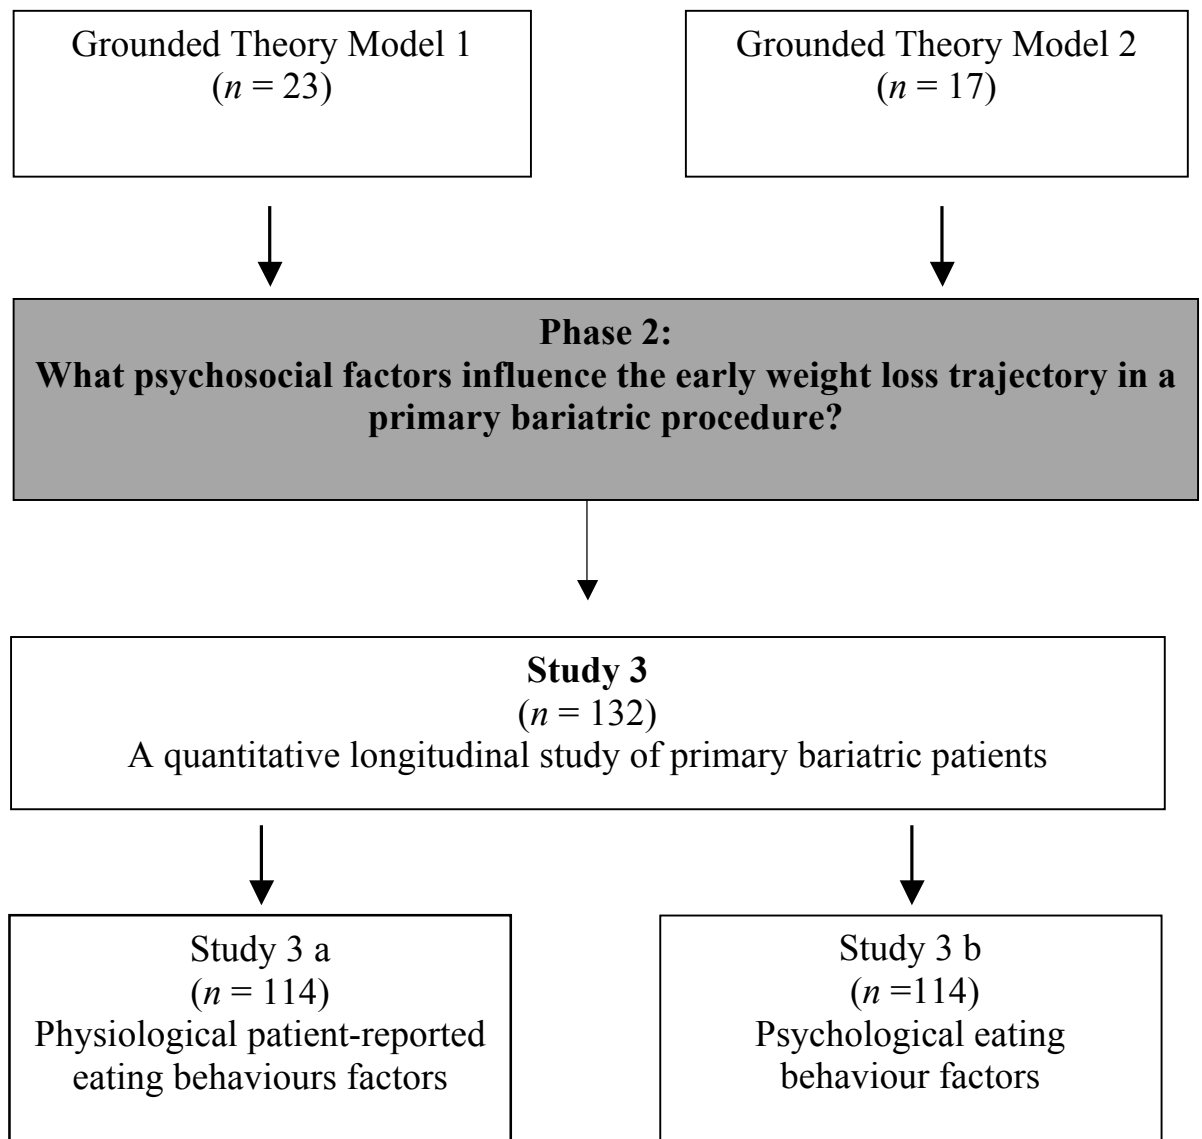 Grounded Theory Model 1
(n = 23)
Grounded Theory Model 2
(n = 17)
Phase 2:
What psychosocial factors influence the early weight loss trajectory in a
primary bariatric procedure?
Study 3
(n = 132)
A quantitative longitudinal study of primary bariatric patients
Study 3 a
(n = 114)
Physiological patient-reported
eating behaviours factors
Study 3 b
(n =114)
Psychological eating
behaviour factors